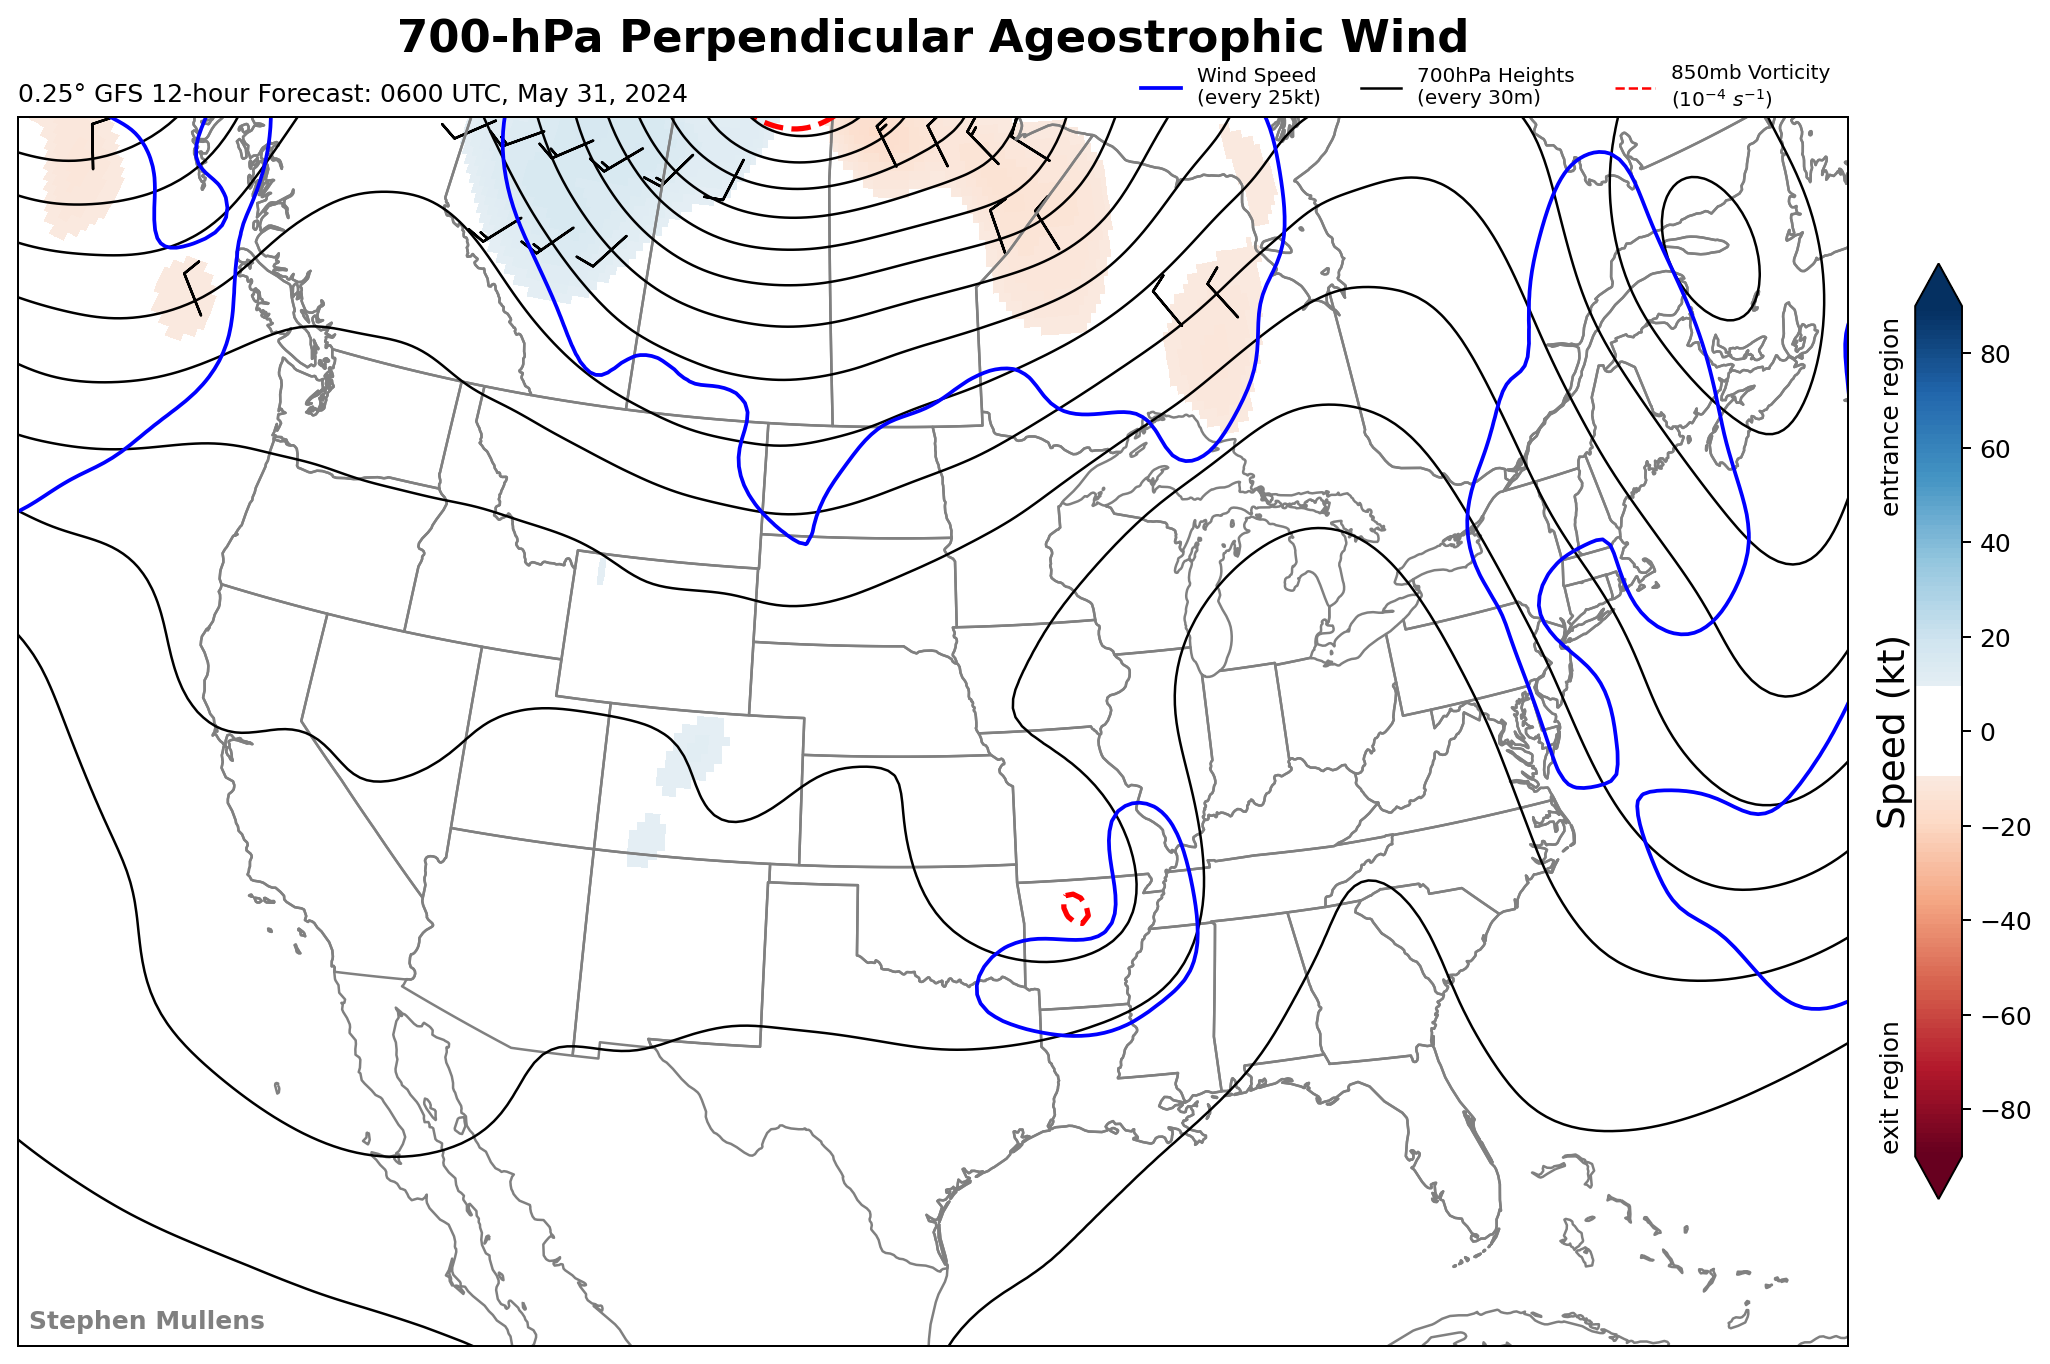 700-hPa Perpendicular Ageostrophic Wind
0.25° GFS 12-hour Forecast: 0600 UTC, May 31, 2024
Wind Speed
(every 25kt)
700hPa Heights
(every 30m)
850mb Vorticity
(10⁻⁴ s⁻¹)
entrance region
Speed (kt)
exit region
80
60
40
20
0
−20
−40
−60
−80
Stephen Mullens